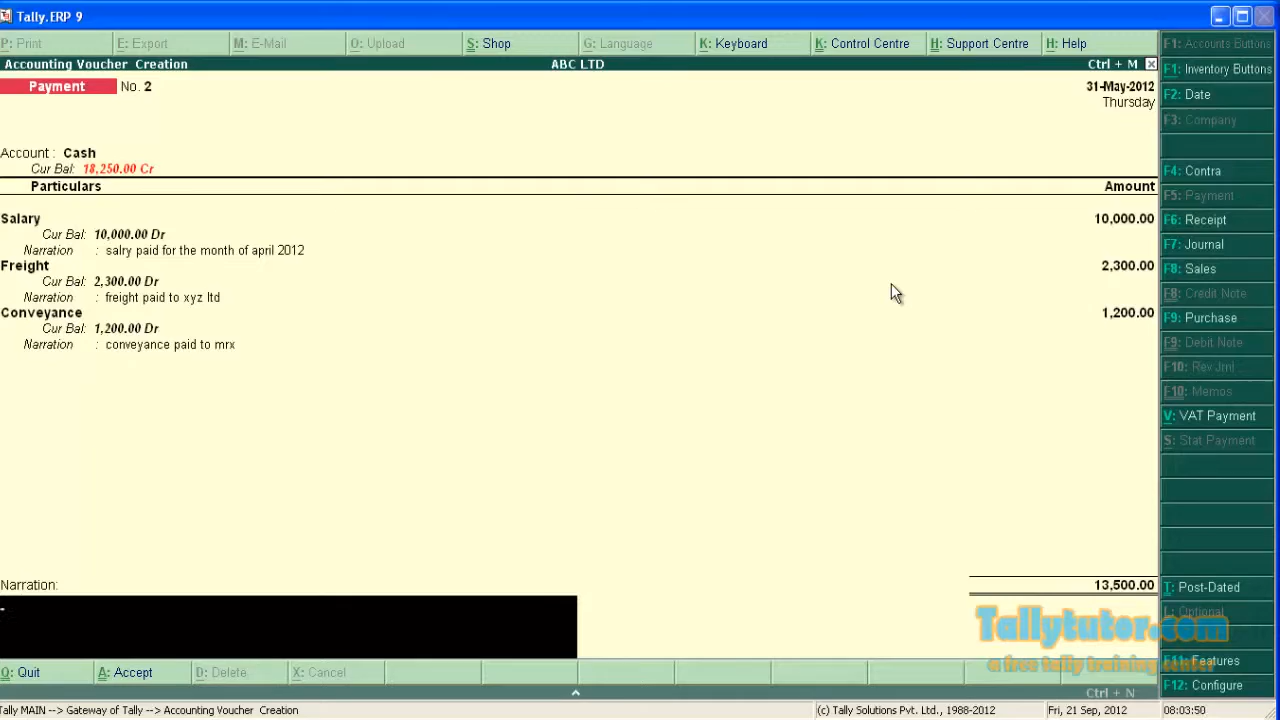 Tally.ERP 9
P: Print E: Export M: E-Mail O: Upload S: Shop G: Language K: Keyboard K: Control Centre H: Support Centre H: Help F1: Accounts Buttons
Accounting Voucher Creation ABC LTD Ctrl + M
F1: Inventory Buttons
Payment No. 2 31-May-2012
F2: Date
Thursday
F3: Company
Account : Cash
Cur Bal: 18,250.00 Cr
F4: Contra
Particulars Amount
F5: Payment
Salary 10,000.00
F6: Receipt
Cur Bal: 10,000.00 Dr
F7: Journal
Narration : salry paid for the month of april 2012
Freight 2,300.00
F8: Sales
Cur Bal: 2,300.00 Dr
F8: Credit Note
Narration : freight paid to xyz ltd
Conveyance 1,200.00
F9: Purchase
Cur Bal: 1,200.00 Dr
F9: Debit Note
Narration : conveyance paid to mrx
F10: Rev Jrnl
F10: Memos
V: VAT Payment
S: Stat Payment
Narration: 13,500.00
T: Post-Dated
L: Optional
Tallytutor.com
a free tally training center
F11: Features
Q: Quit A: Accept D: Delete X: Cancel
F12: Configure
Ctrl + N
Tally MAIN --> Gateway of Tally --> Accounting Voucher Creation (c) Tally Solutions Pvt. Ltd., 1988-2012 Fri, 21 Sep, 2012 08:03:50